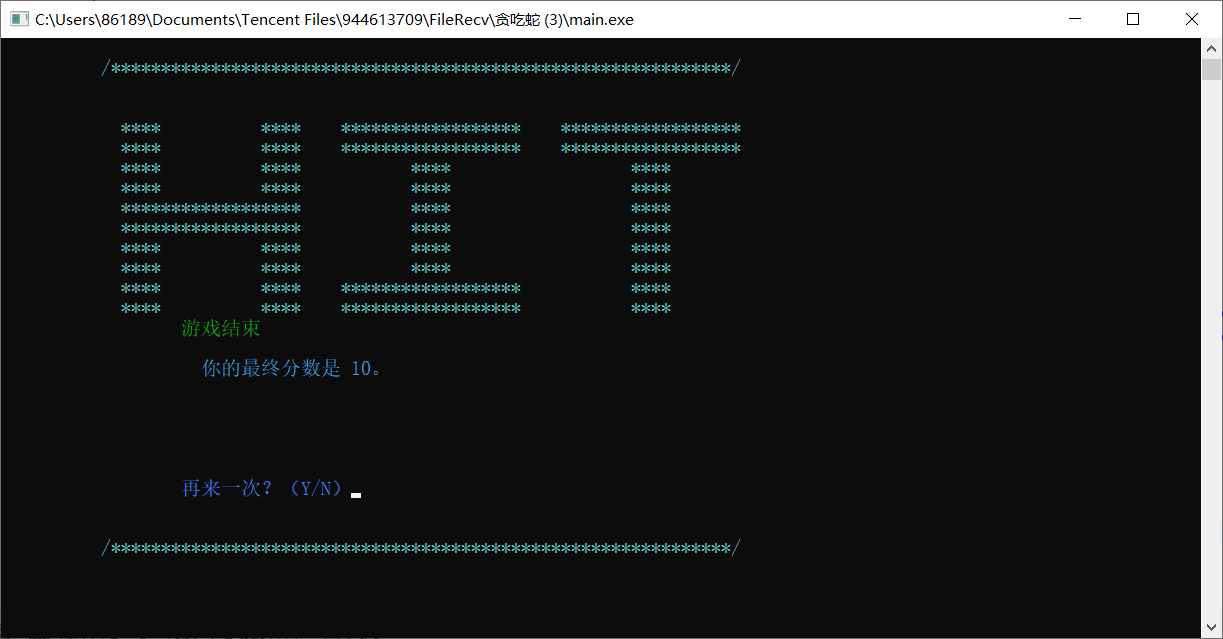 C:\Users\86189\Documents\Tencent Files\944613709\FileRecv\贪吃蛇 (3)\main.exe
/**************************************************************/
****          ****    ******************    ******************
****          ****    ******************    ******************
****          ****           ****                  ****
****          ****           ****                  ****
******************           ****                  ****
******************           ****                  ****
****          ****           ****                  ****
****          ****           ****                  ****
****          ****    ******************           ****
****          ****    ******************           ****
游戏结束
你的最终分数是 10。
再来一次？（Y/N）
/**************************************************************/